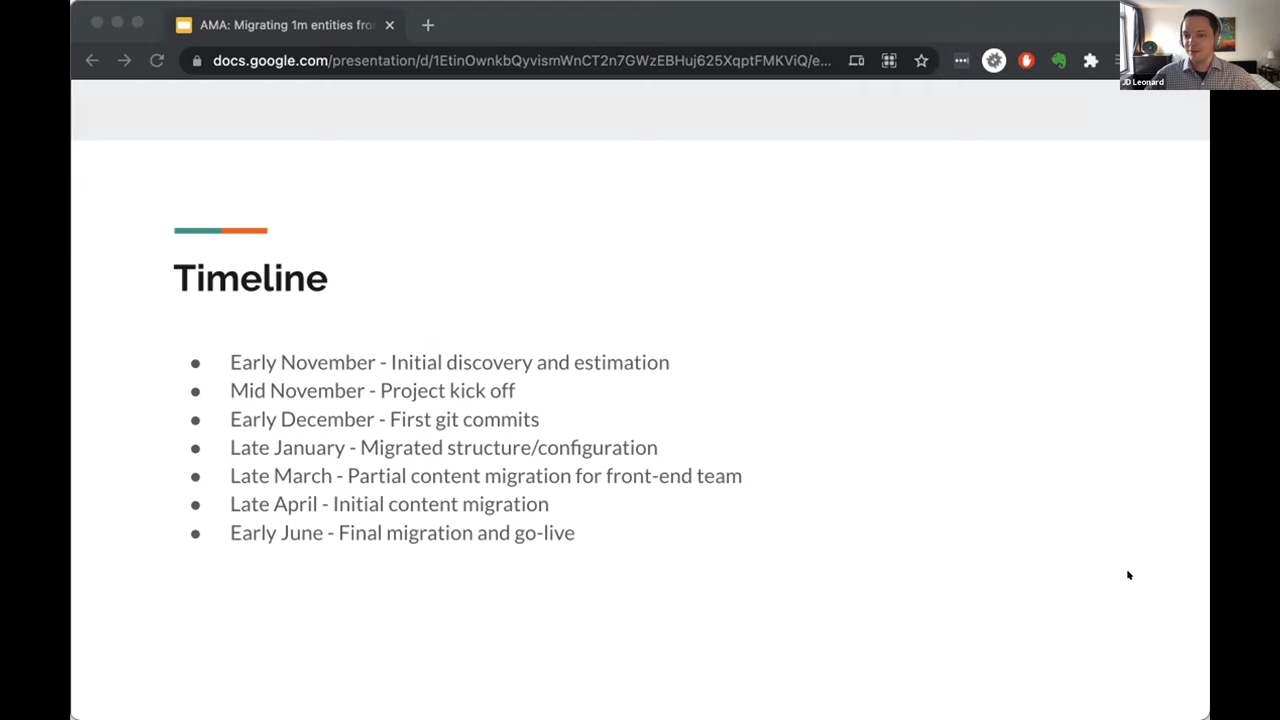 AMA: Migrating 1m entities fro
docs.google.com/presentation/d/1EtinOwnkbQyvismWnCT2n7GWzEBHuj625XqptFMKViQ/e...
JD Leonard
Timeline
● Early November - Initial discovery and estimation
● Mid November - Project kick off
● Early December - First git commits
● Late January - Migrated structure/configuration
● Late March - Partial content migration for front-end team
● Late April - Initial content migration
● Early June - Final migration and go-live